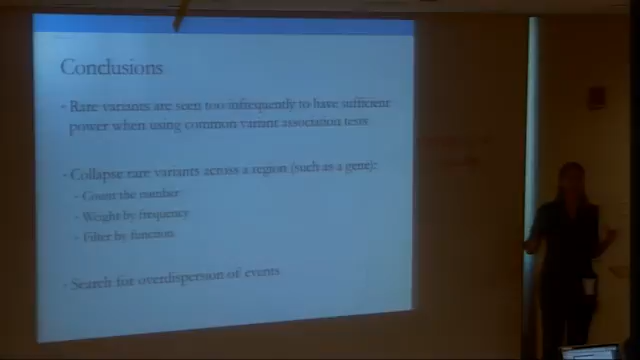 Conclusions
- Rare variants are seen too infrequently to have sufficient
power when using common variant association tests
- Collapse rare variants across a region (such as a gene):
- Count the number
- Weight by frequency
- Filter by function
- Search for overdispersion of events